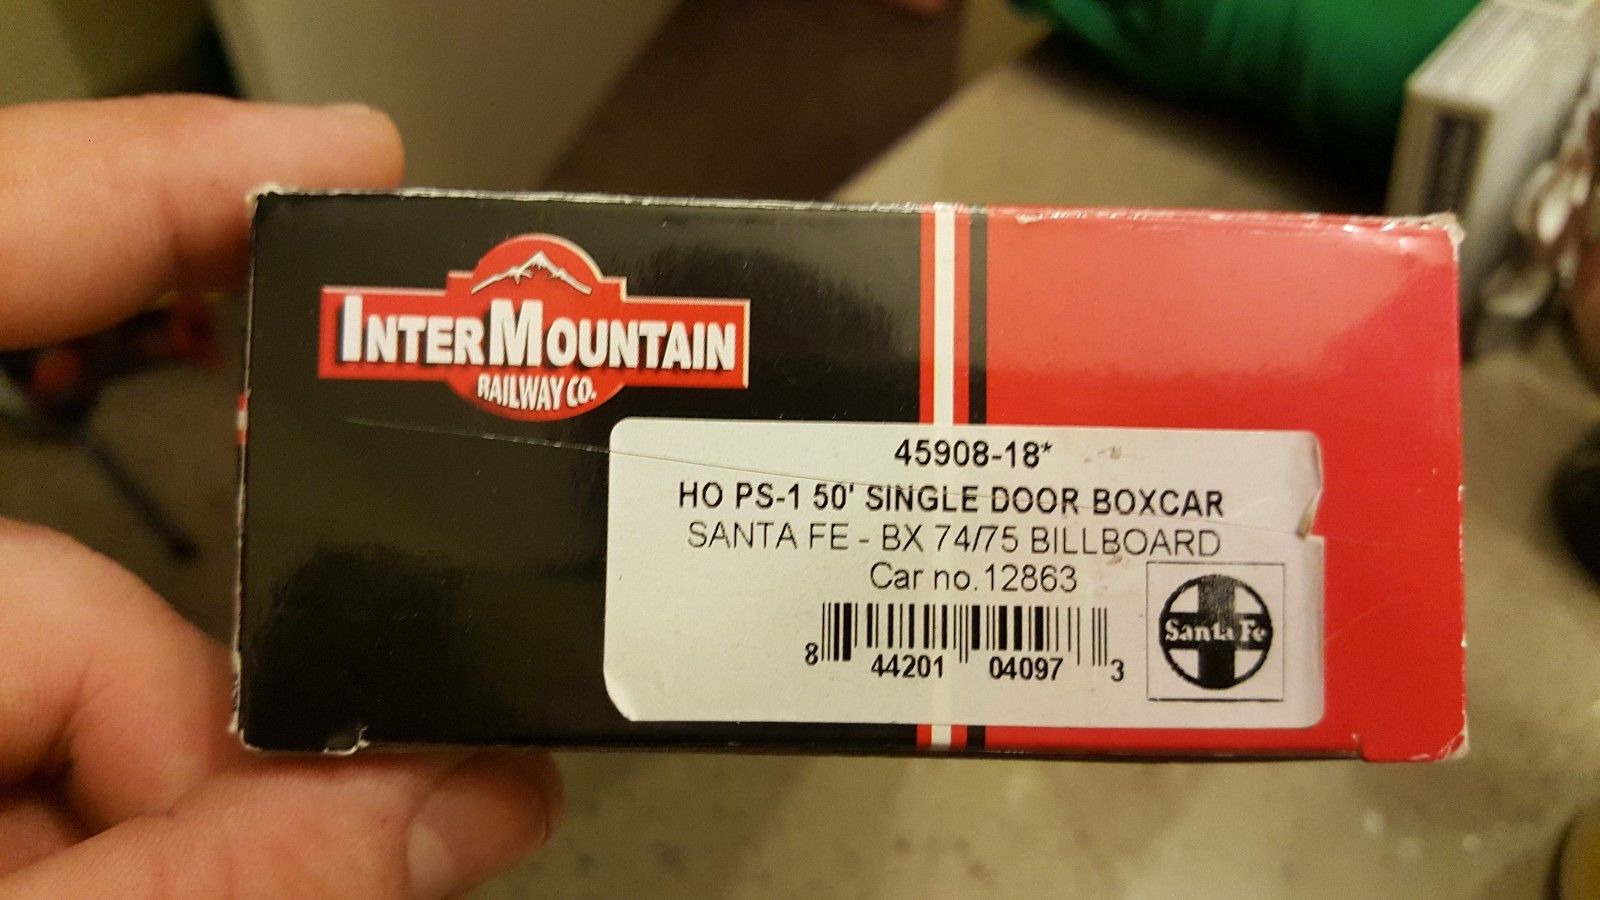 INTERMOUNTAIN
RAILWAY CO.
45908-18*
HO PS-1 50' SINGLE DOOR BOXCAR
SANTA FE - BX 74/75 BILLBOARD
Car no.12863
8 44201 04097 3
Santa Fe